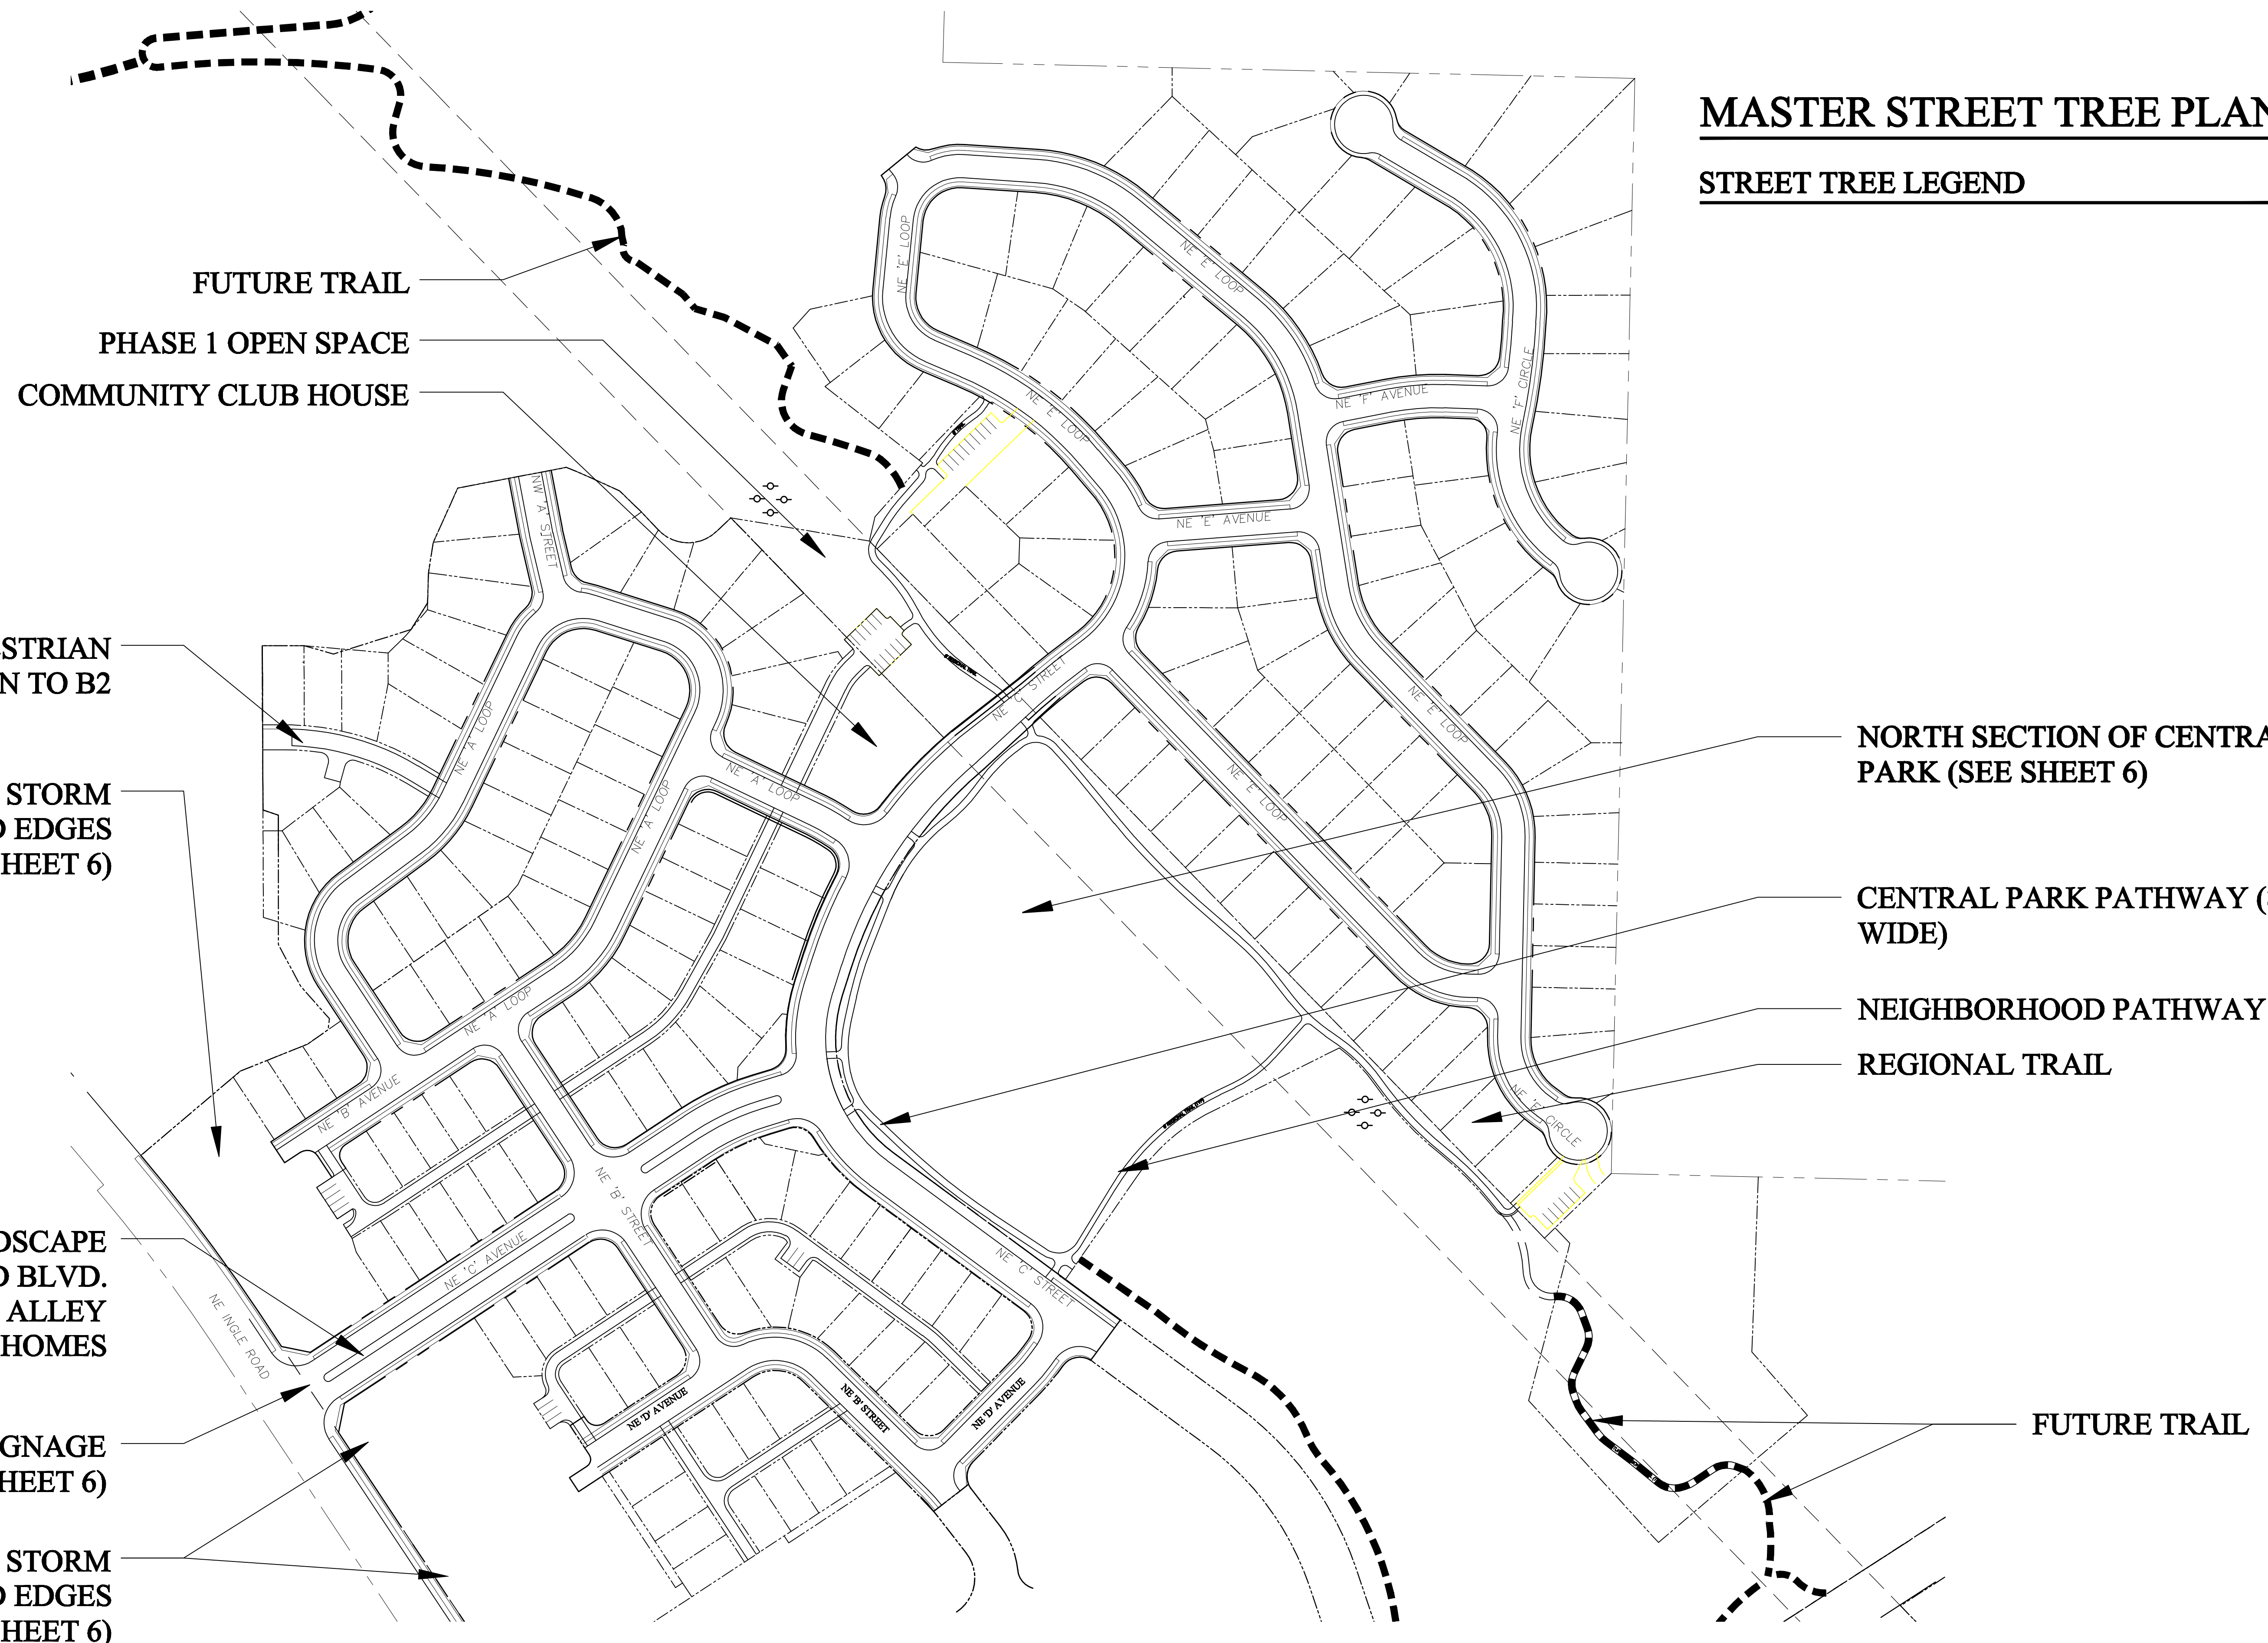 MASTER STREET TREE PLAN
STREET TREE LEGEND
FUTURE TRAIL
PHASE 1 OPEN SPACE
COMMUNITY CLUB HOUSE
STRIAN
N TO B2
STORM
D EDGES
HEET 6)
DSCAPE
D BLVD.
ALLEY
HOMES
GNAGE
HEET 6)
STORM
D EDGES
HEET 6)
NORTH SECTION OF CENTRA
PARK (SEE SHEET 6)
CENTRAL PARK PATHWAY (
WIDE)
NEIGHBORHOOD PATHWAY
REGIONAL TRAIL
FUTURE TRAIL
NE 'E' LOOP
NE 'E' LOOP
NE 'E' LOOP
NE 'F' AVENUE
NE 'F' CIRCLE
NE 'E' AVENUE
NW 'A' STREET
NE 'C' STREET
NE 'A' LOOP
NE 'A' LOOP
NE 'A' LOOP
NE 'A' LOOP
NE 'E' LOOP
NE 'E' LOOP
NE 'E' CIRCLE
NE 'B' AVENUE
NE 'B' STREET
NE 'C' AVENUE
NE 'C' STREET
NE INGLE ROAD
NE 'D' AVENUE
NE 'B' STREET
NE 'D' AVENUE